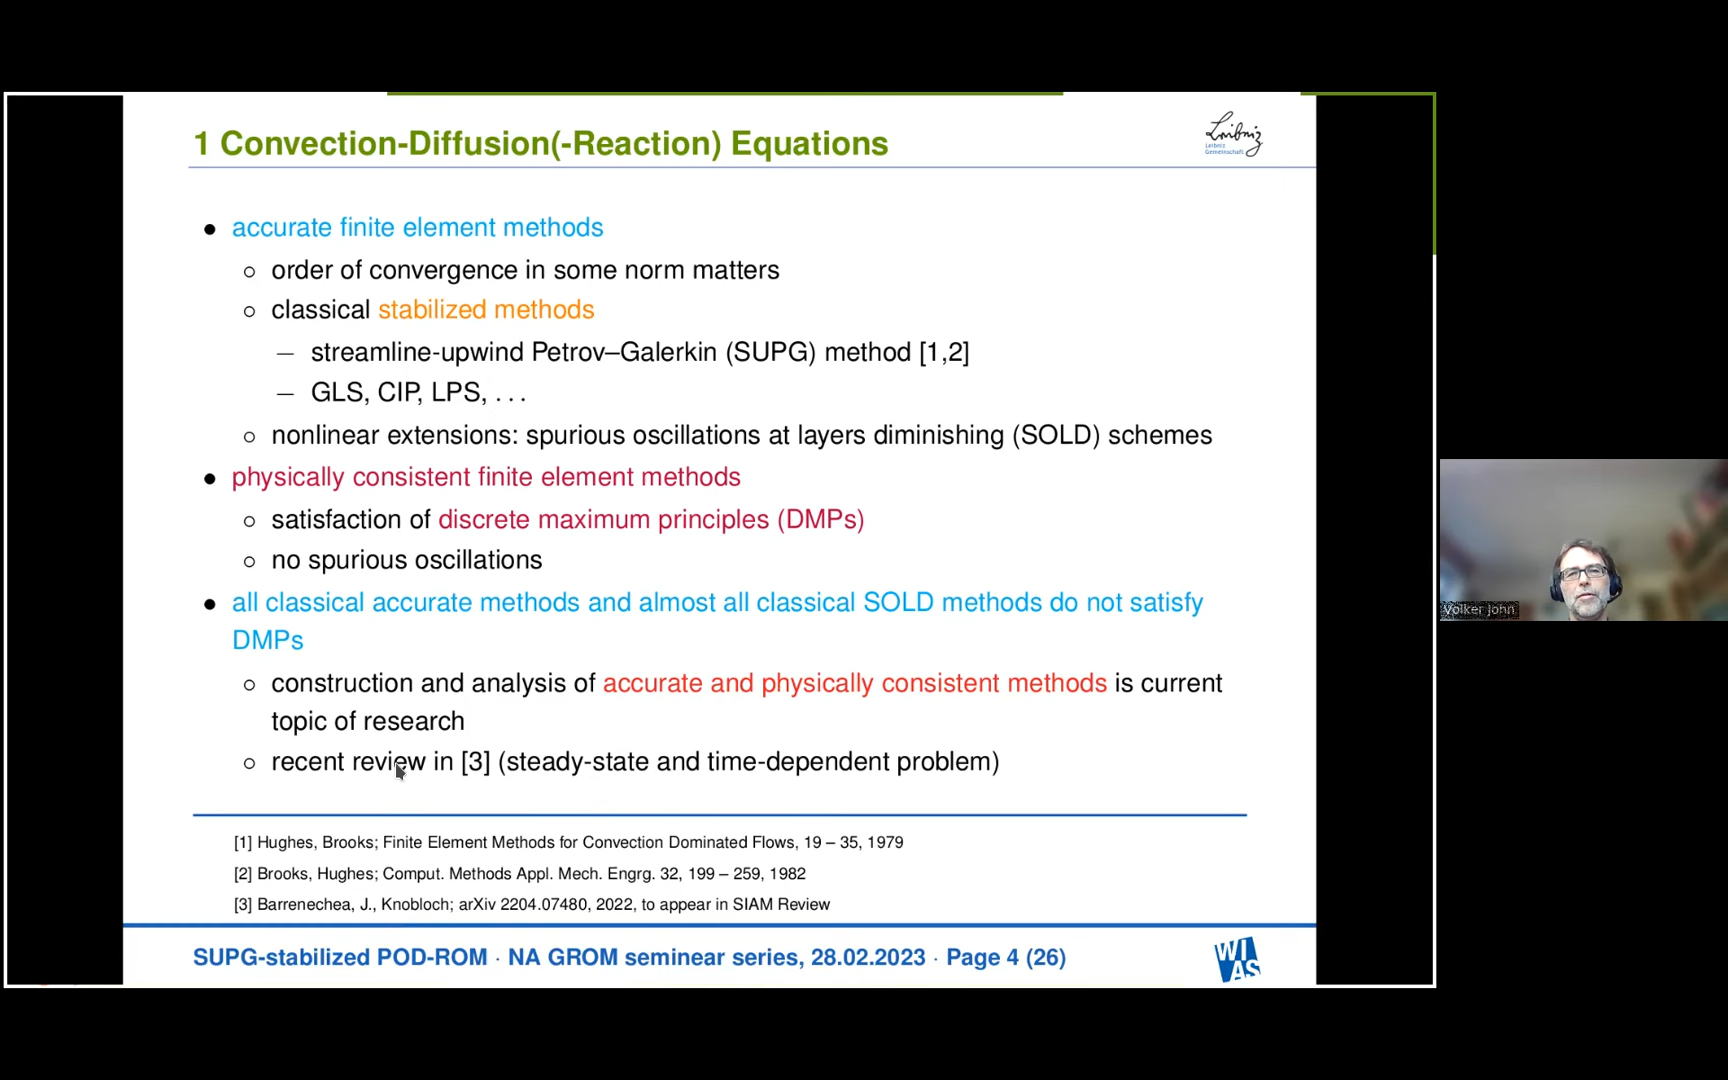 1 Convection-Diffusion(-Reaction) Equations
Leibniz
Leibniz
Gemeinschaft
● accurate finite element methods
○ order of convergence in some norm matters
○ classical stabilized methods
– streamline-upwind Petrov–Galerkin (SUPG) method [1,2]
– GLS, CIP, LPS, . . .
○ nonlinear extensions: spurious oscillations at layers diminishing (SOLD) schemes
● physically consistent finite element methods
○ satisfaction of discrete maximum principles (DMPs)
○ no spurious oscillations
● all classical accurate methods and almost all classical SOLD methods do not satisfy
DMPs
○ construction and analysis of accurate and physically consistent methods is current
topic of research
○ recent review in [3] (steady-state and time-dependent problem)
Volker John
[1] Hughes, Brooks; Finite Element Methods for Convection Dominated Flows, 19 – 35, 1979
[2] Brooks, Hughes; Comput. Methods Appl. Mech. Engrg. 32, 199 – 259, 1982
[3] Barrenechea, J., Knobloch; arXiv 2204.07480, 2022, to appear in SIAM Review
SUPG-stabilized POD-ROM · NA GROM seminear series, 28.02.2023 · Page 4 (26)
WI
AS